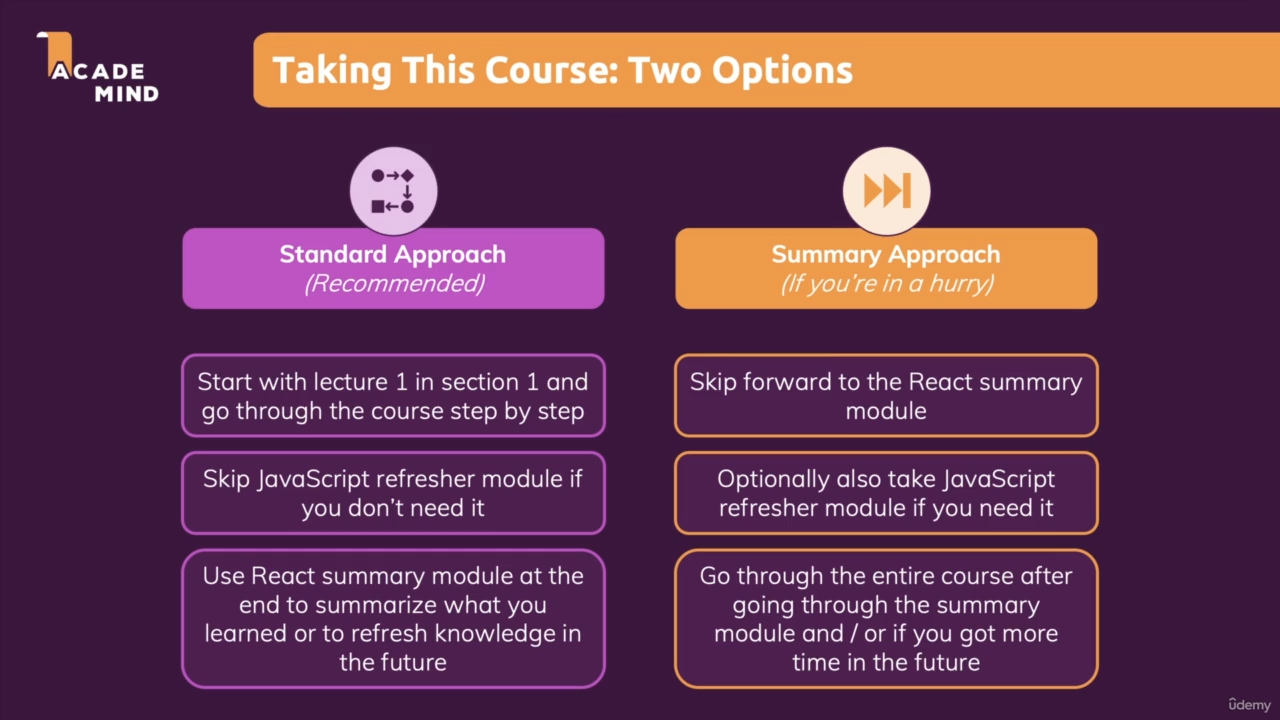 ACADE
MIND
Taking This Course: Two Options
Standard Approach
(Recommended)
Start with lecture 1 in section 1 and
go through the course step by step
Skip JavaScript refresher module if
you don't need it
Use React summary module at the
end to summarize what you
learned or to refresh knowledge in
the future
Summary Approach
(If you're in a hurry)
Skip forward to the React summary
module
Optionally also take JavaScript
refresher module if you need it
Go through the entire course after
going through the summary
module and / or if you got more
time in the future
ûdemy